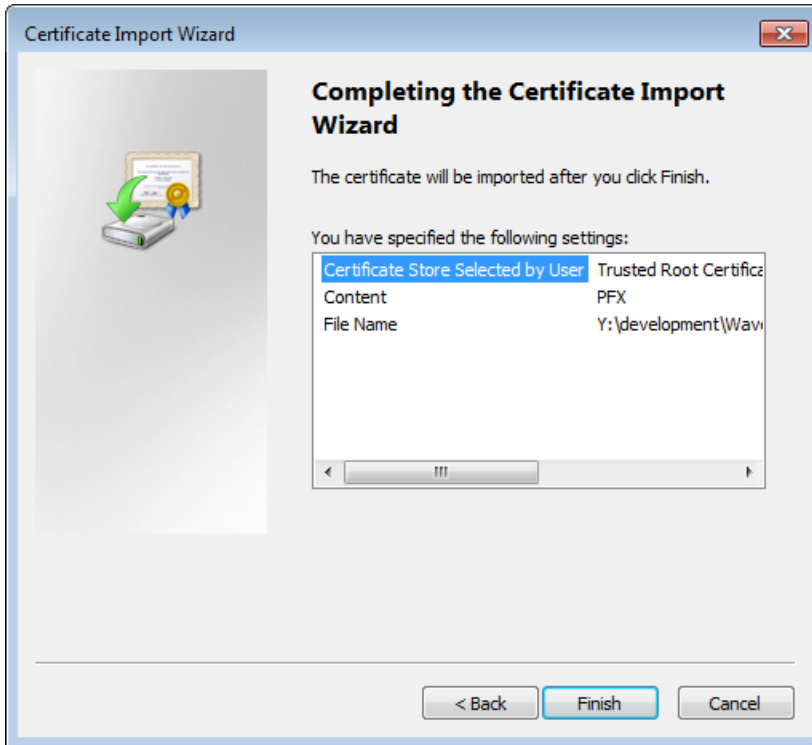 Certificate Import Wizard
Completing the Certificate Import
Wizard
The certificate will be imported after you click Finish.
You have specified the following settings:
Certificate Store Selected by User Trusted Root Certifica
Content PFX
File Name Y:\development\Wav
< Back Finish Cancel